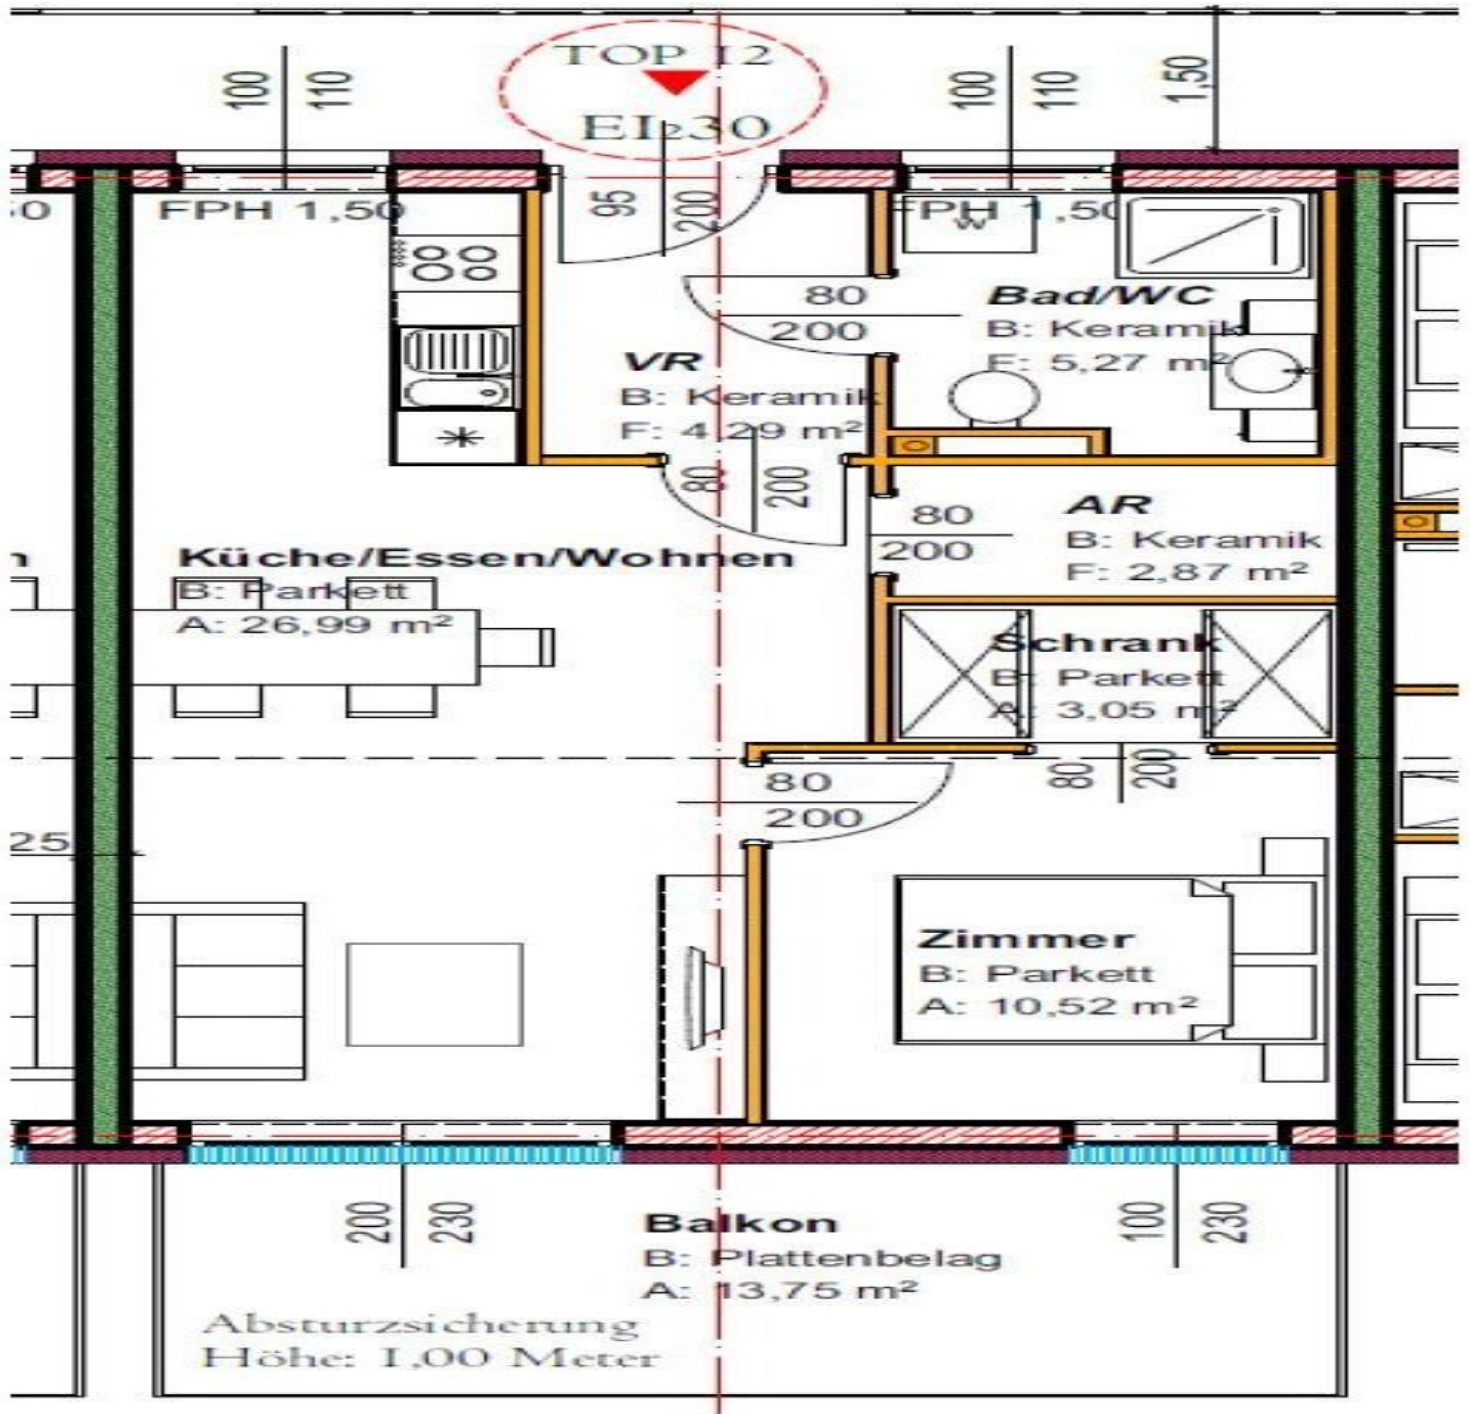 TOP 12
EI₂30
100
110
100
110
1,50
50
FPH 1,50
95
200
FPH 1,50
W
80
200
Bad/WC
B: Keramik
F: 5,27 m²
VR
B: Keramik
F: 4,29 m²
80
200
80
200
AR
B: Keramik
F: 2,87 m²
n
Küche/Essen/Wohnen
B: Parkett
A: 26,99 m²
Schrank
B: Parkett
A: 3,05 m²
80
200
80
200
25
Zimmer
B: Parkett
A: 10,52 m²
200
230
100
230
Balkon
B: Plattenbelag
A: 13,75 m²
Absturzsicherung
Höhe: 1,00 Meter